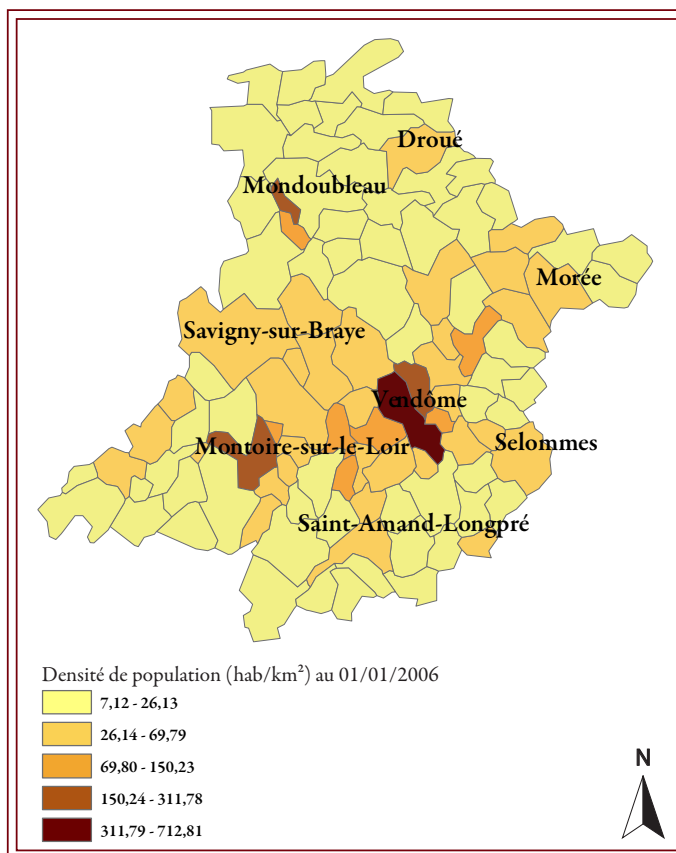 Droué
Mondoubleau
Morée
Savigny-sur-Braye
Vendôme
Montoire-sur-le-Loir
Selommes
Saint-Amand-Longpré
Densité de population (hab/km²) au 01/01/2006
7,12 - 26,13
26,14 - 69,79
69,80 - 150,23
150,24 - 311,78
311,79 - 712,81
N